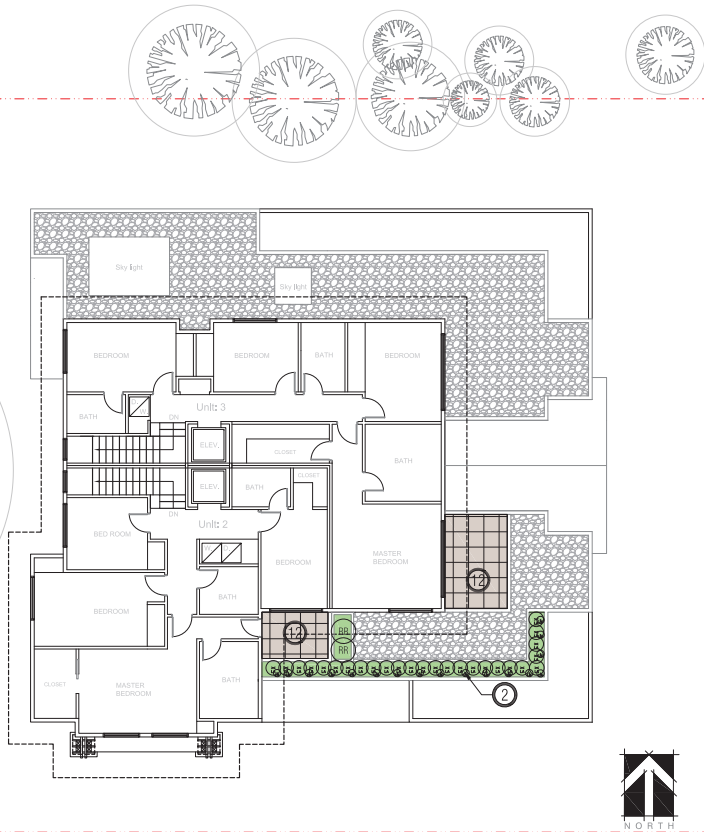 Sky light
Sky light
BEDROOM
BEDROOM
BATH
BEDROOM
Unit: 3
BATH
DN
ELEV.
CLOSET
BATH
ELEV.
BATH
CLOSET
DN
Unit: 2
BED ROOM
W.
D.
BEDROOM
MASTER
BEDROOM
12
BATH
BEDROOM
12
RR
RR
BATH
CLOSET
MASTER
BEDROOM
2
NORTH